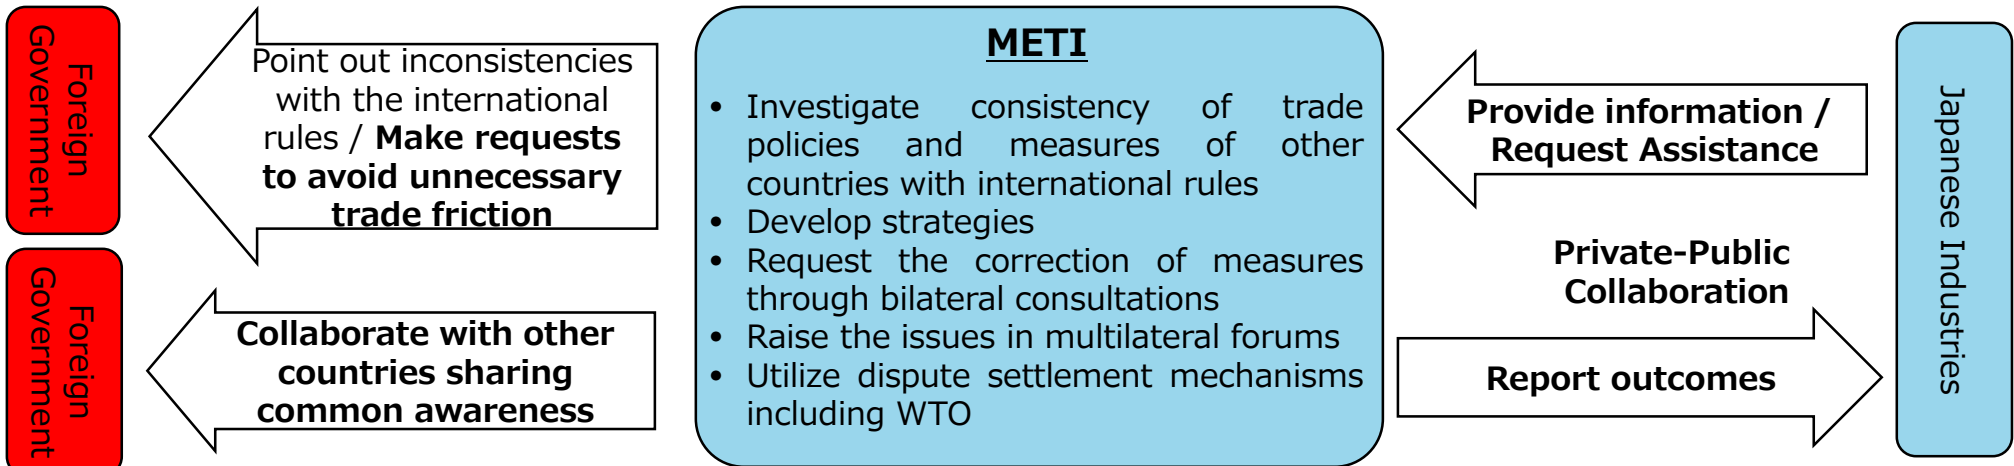 Foreign
Government
Point out inconsistencies
with the international
rules / Make requests
to avoid unnecessary
trade friction
Foreign
Government
Collaborate with other
countries sharing
common awareness
METI
• Investigate consistency of trade
policies and measures of other
countries with international rules
• Develop strategies
• Request the correction of measures
through bilateral consultations
• Raise the issues in multilateral forums
• Utilize dispute settlement mechanisms
including WTO
Provide information /
Request Assistance
Private-Public
Collaboration
Report outcomes
Japanese Industries